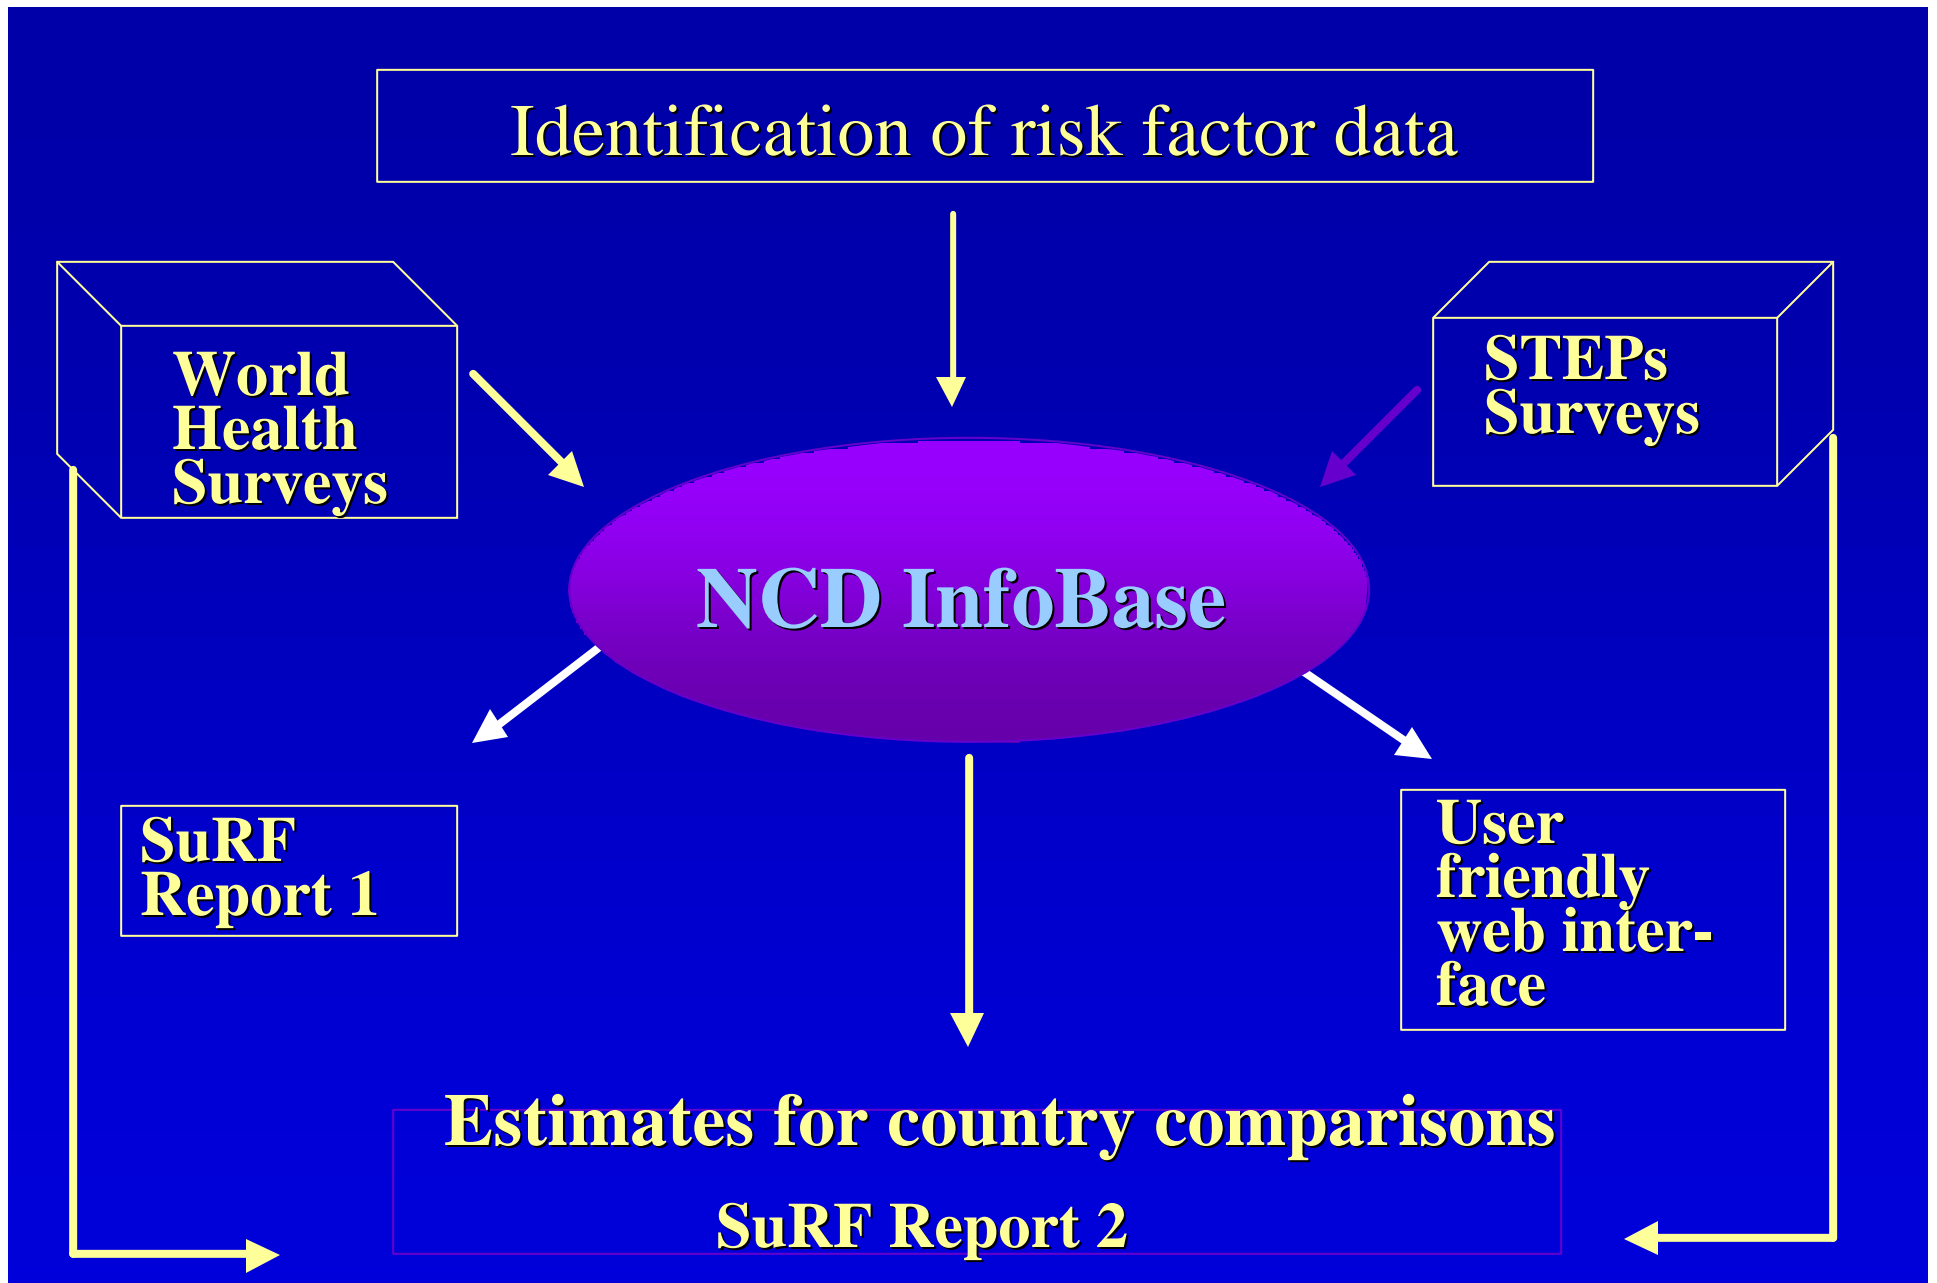 Identification of risk factor data
World
Health
Surveys
STEPs
Surveys
NCD InfoBase
SuRF
Report 1
User
friendly
web inter-
face
Estimates for country comparisons
SuRF Report 2